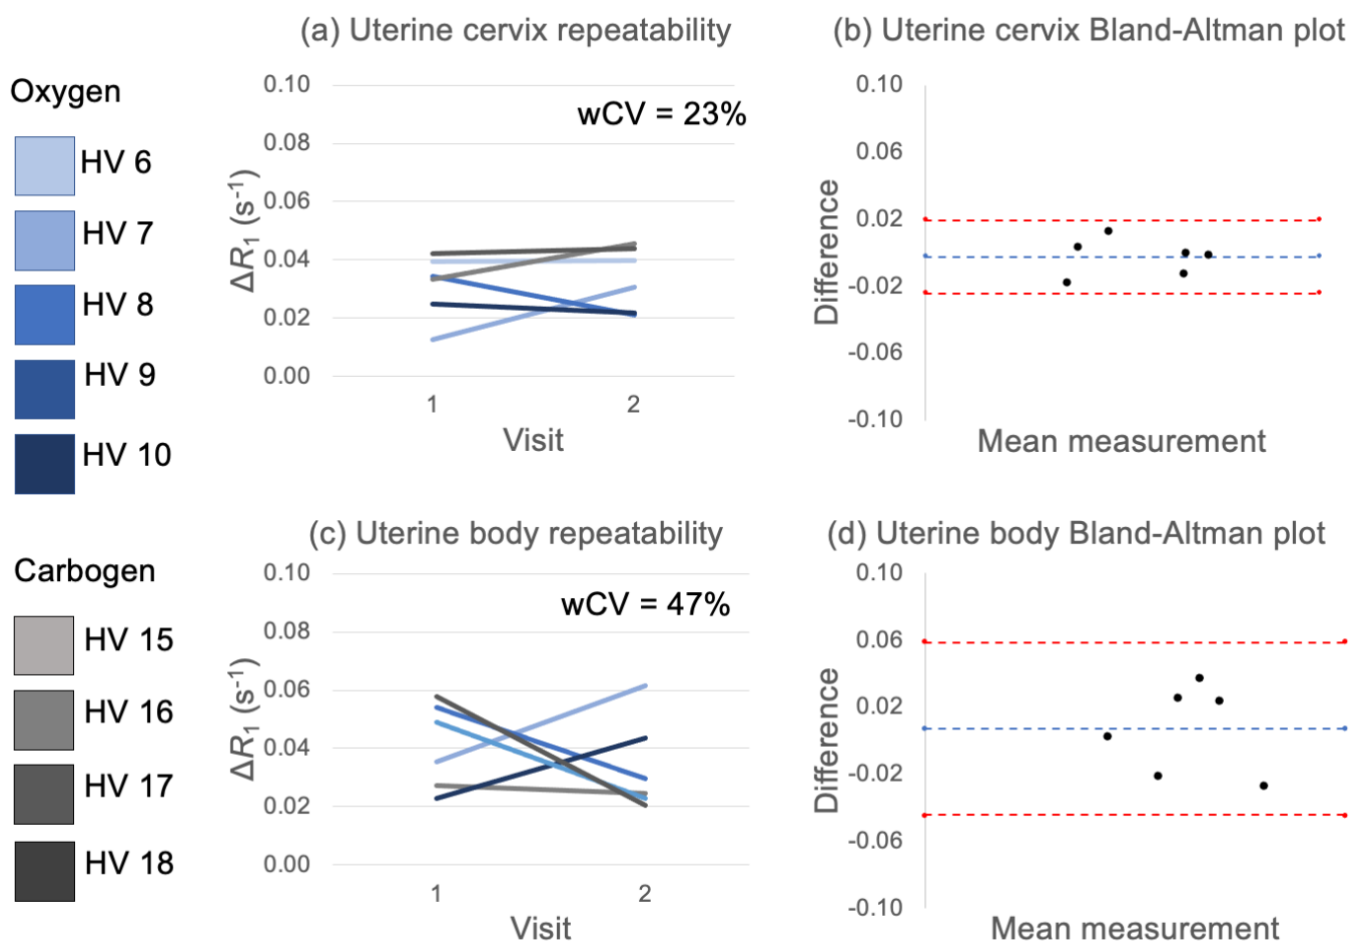 (a) Uterine cervix repeatability
(b) Uterine cervix Bland-Altman plot
Oxygen
HV 6
HV 7
HV 8
HV 9
HV 10
Carbogen
HV 15
HV 16
HV 17
HV 18
0.10
0.08
0.06
0.04
0.02
0.00
ΔR₁ (s⁻¹)
wCV = 23%
1 2
Visit
0.10
0.06
0.02
-0.02
-0.06
-0.10
Difference
Mean measurement
(c) Uterine body repeatability
0.10
0.08
0.06
0.04
0.02
0.00
ΔR₁ (s⁻¹)
wCV = 47%
1 2
Visit
(d) Uterine body Bland-Altman plot
0.10
0.06
0.02
-0.02
-0.06
-0.10
Difference
Mean measurement